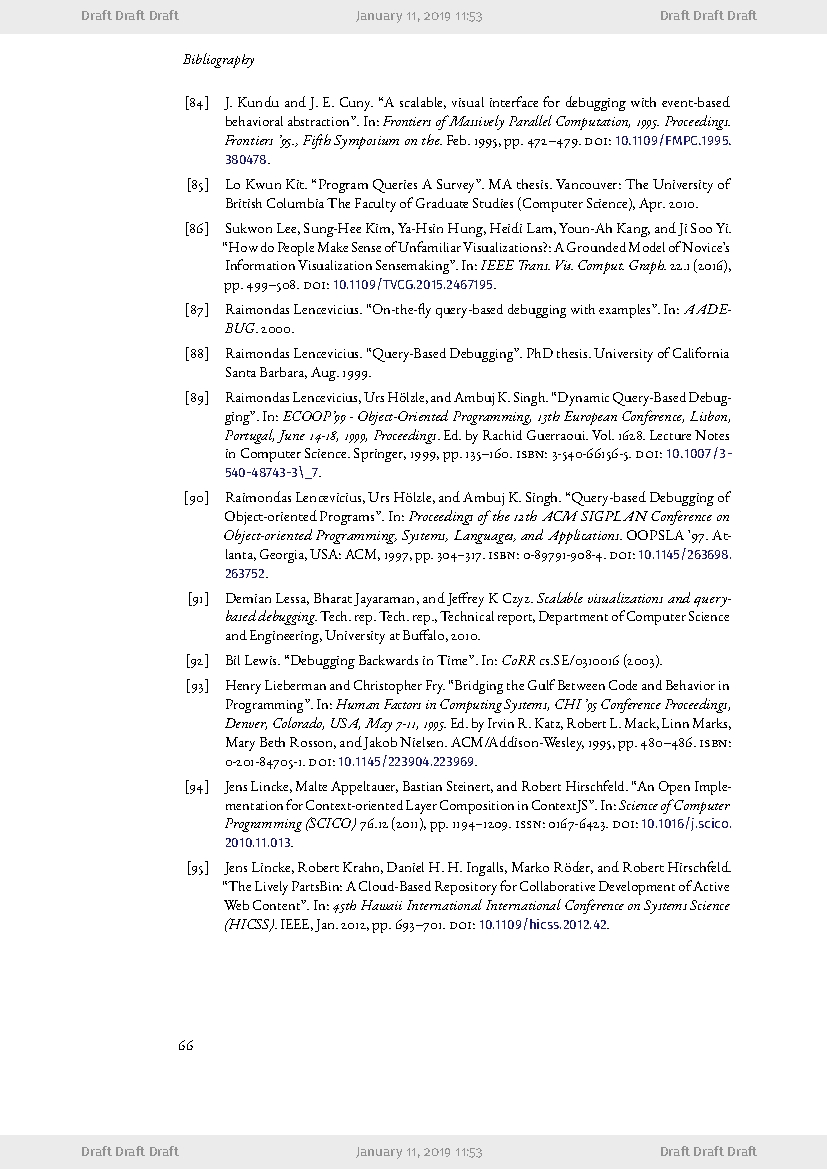 Draft Draft Draft January 11, 2019 11:53 Draft Draft Draft
Bibliography
[84] J. Kundu and J. E. Cuny. “A scalable, visual interface for debugging with event-based
behavioral abstraction”. In: Frontiers of Massively Parallel Computation, 1995. Proceedings.
Frontiers ’95., Fifth Symposium on the. Feb. 1995, pp. 472–479. DOI: 10.1109/FMPC.1995.
380478.
[85] Lo Kwun Kit. “Program Queries A Survey”. MA thesis. Vancouver: The University of
British Columbia The Faculty of Graduate Studies (Computer Science), Apr. 2010.
[86] Sukwon Lee, Sung-Hee Kim, Ya-Hsin Hung, Heidi Lam, Youn-Ah Kang, and Ji Soo Yi.
“How do People Make Sense of Unfamiliar Visualizations?: A Grounded Model of Novice’s
Information Visualization Sensemaking”. In: IEEE Trans. Vis. Comput. Graph. 22.1 (2016),
pp. 499–508. DOI: 10.1109/TVCG.2015.2467195.
[87] Raimondas Lencevicius. “On-the-fly query-based debugging with examples”. In: AADE-
BUG. 2000.
[88] Raimondas Lencevicius. “Query-Based Debugging”. PhD thesis. University of California
Santa Barbara, Aug. 1999.
[89] Raimondas Lencevicius, Urs Hölzle, and Ambuj K. Singh. “Dynamic Query-Based Debug-
ging”. In: ECOOP’99 - Object-Oriented Programming, 13th European Conference, Lisbon,
Portugal, June 14-18, 1999, Proceedings. Ed. by Rachid Guerraoui. Vol. 1628. Lecture Notes
in Computer Science. Springer, 1999, pp. 135–160. ISBN: 3-540-66156-5. DOI: 10.1007/3-
540-48743-3\_7.
[90] Raimondas Lencevicius, Urs Hölzle, and Ambuj K. Singh. “Query-based Debugging of
Object-oriented Programs”. In: Proceedings of the 12th ACM SIGPLAN Conference on
Object-oriented Programming, Systems, Languages, and Applications. OOPSLA ’97. At-
lanta, Georgia, USA: ACM, 1997, pp. 304–317. ISBN: 0-89791-908-4. DOI: 10.1145/263698.
263752.
[91] Demian Lessa, Bharat Jayaraman, and Jeffrey K Czyz. Scalable visualizations and query-
based debugging. Tech. rep. Tech. rep., Technical report, Department of Computer Science
and Engineering, University at Buffalo, 2010.
[92] Bil Lewis. “Debugging Backwards in Time”. In: CoRR cs.SE/0310016 (2003).
[93] Henry Lieberman and Christopher Fry. “Bridging the Gulf Between Code and Behavior in
Programming”. In: Human Factors in Computing Systems, CHI ’95 Conference Proceedings,
Denver, Colorado, USA, May 7-11, 1995. Ed. by Irvin R. Katz, Robert L. Mack, Linn Marks,
Mary Beth Rosson, and Jakob Nielsen. ACM/Addison-Wesley, 1995, pp. 480–486. ISBN:
0-201-84705-1. DOI: 10.1145/223904.223969.
[94] Jens Lincke, Malte Appeltauer, Bastian Steinert, and Robert Hirschfeld. “An Open Imple-
mentation for Context-oriented Layer Composition in ContextJS”. In: Science of Computer
Programming (SCICO) 76.12 (2011), pp. 1194–1209. ISSN: 0167-6423. DOI: 10.1016/j.scico.
2010.11.013.
[95] Jens Lincke, Robert Krahn, Daniel H. H. Ingalls, Marko Röder, and Robert Hirschfeld.
“The Lively PartsBin: A Cloud-Based Repository for Collaborative Development of Active
Web Content”. In: 45th Hawaii International International Conference on Systems Science
(HICSS). IEEE, Jan. 2012, pp. 693–701. DOI: 10.1109/hicss.2012.42.
66
Draft Draft Draft January 11, 2019 11:53 Draft Draft Draft